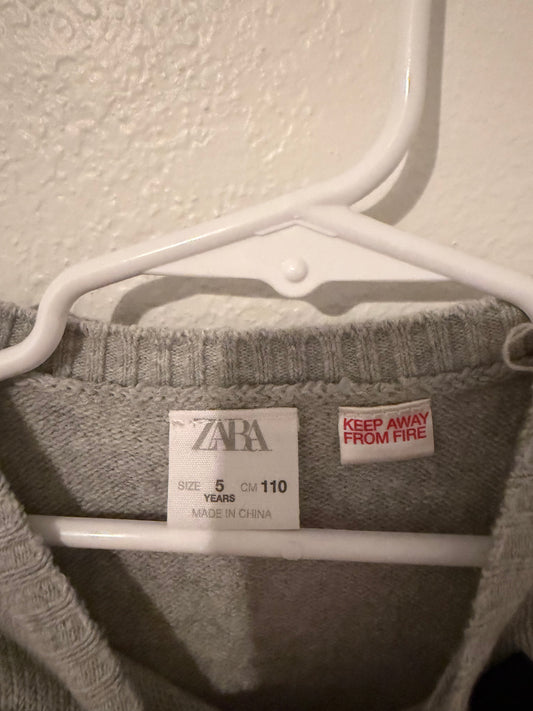 ZARA
SIZE 5 CM 110
YEARS
MADE IN CHINA
KEEP AWAY
FROM FIRE